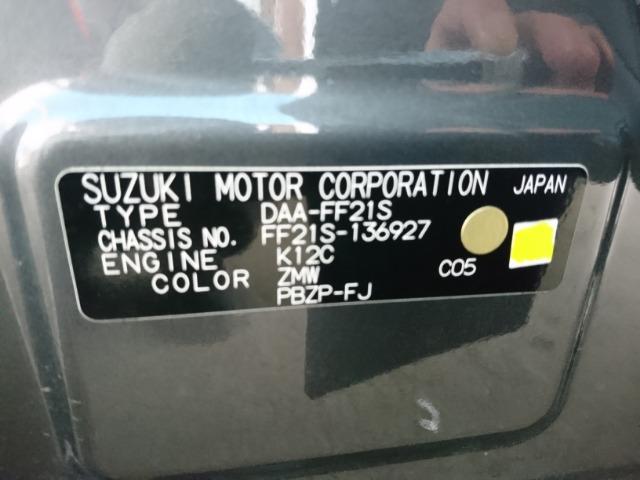 SUZUKI MOTOR CORPORATION JAPAN
TYPE DAA-FF21S
CHASSIS NO. FF21S-136927
ENGINE K12C
COLOR ZMW C05
PBZP-FJ